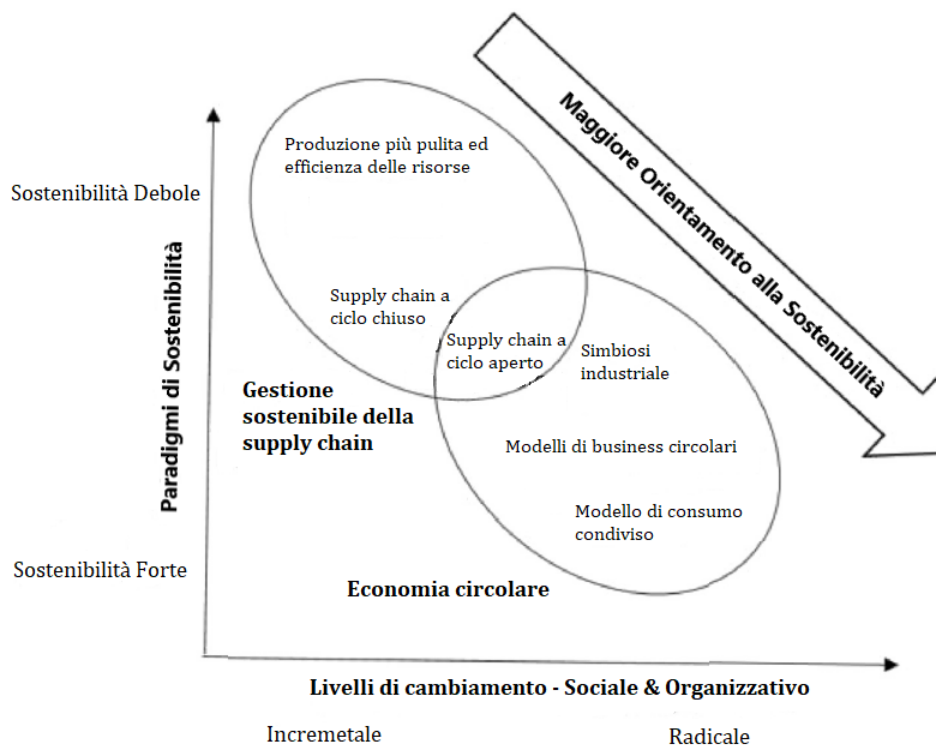 Maggiore Orientamento alla Sostenibilità
Produzione più pulita ed
efficienza delle risorse
Sostenibilità Debole
Paradigmi di Sostenibilità
Supply chain a
ciclo chiuso
Supply chain a
ciclo aperto
Simbiosi
industriale
Gestione
sostenibile della
supply chain
Modelli di business circolari
Modello di consumo
condiviso
Sostenibilità Forte
Economia circolare
Livelli di cambiamento - Sociale & Organizzativo
Incremetale
Radicale